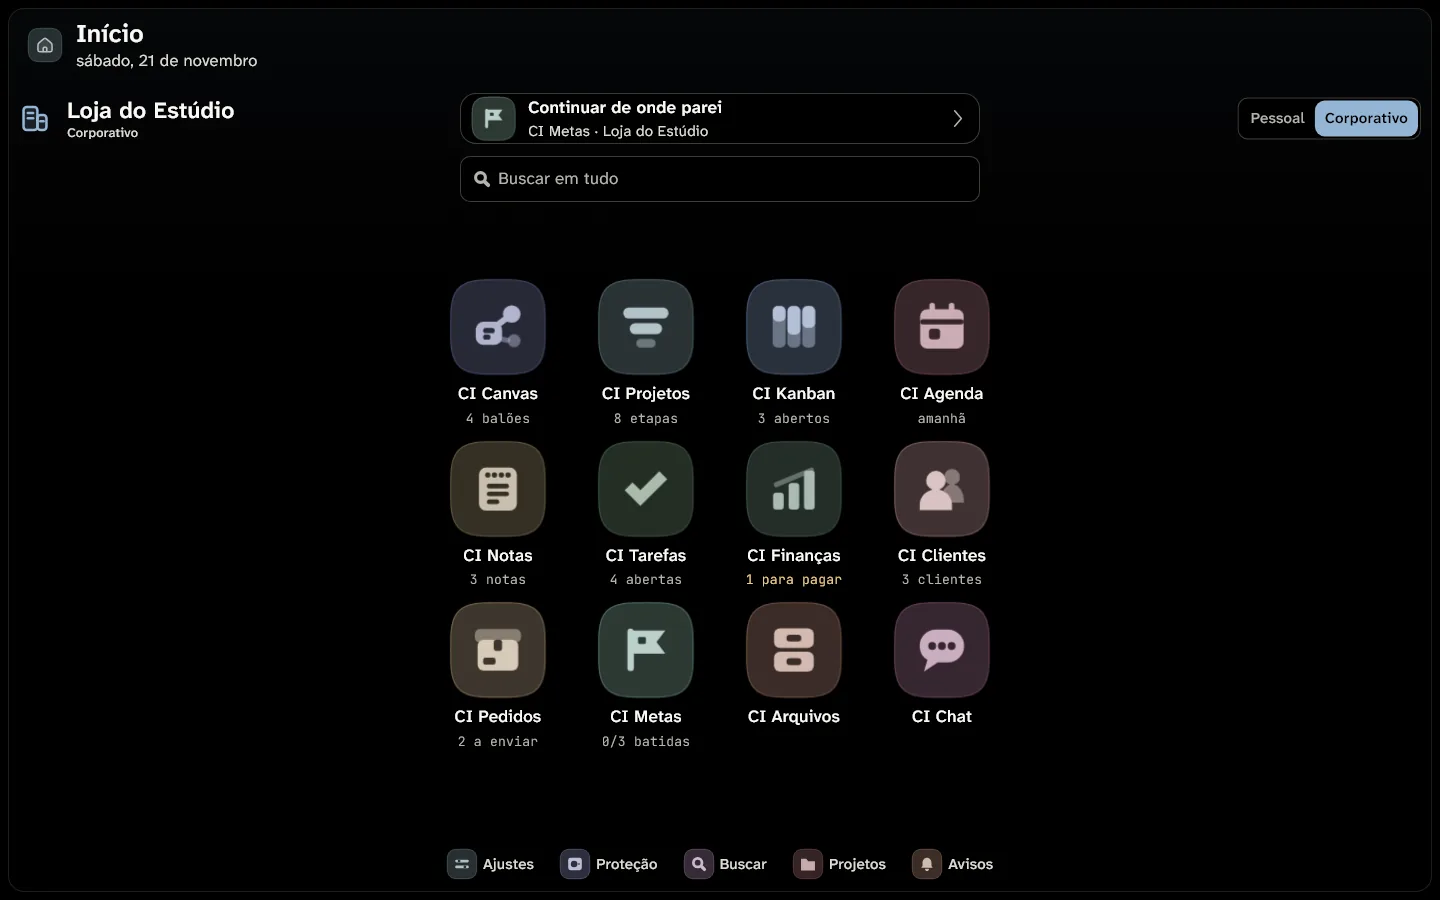 Início
sábado, 21 de novembro
Loja do Estúdio
Corporativo
Continuar de onde parei
CI Metas · Loja do Estúdio
Pessoal
Corporativo
Buscar em tudo
CI Canvas
4 balões
CI Projetos
8 etapas
CI Kanban
3 abertos
CI Agenda
amanhã
CI Notas
3 notas
CI Tarefas
4 abertas
CI Finanças
1 para pagar
CI Clientes
3 clientes
CI Pedidos
2 a enviar
CI Metas
0/3 batidas
CI Arquivos
CI Chat
Ajustes
Proteção
Buscar
Projetos
Avisos